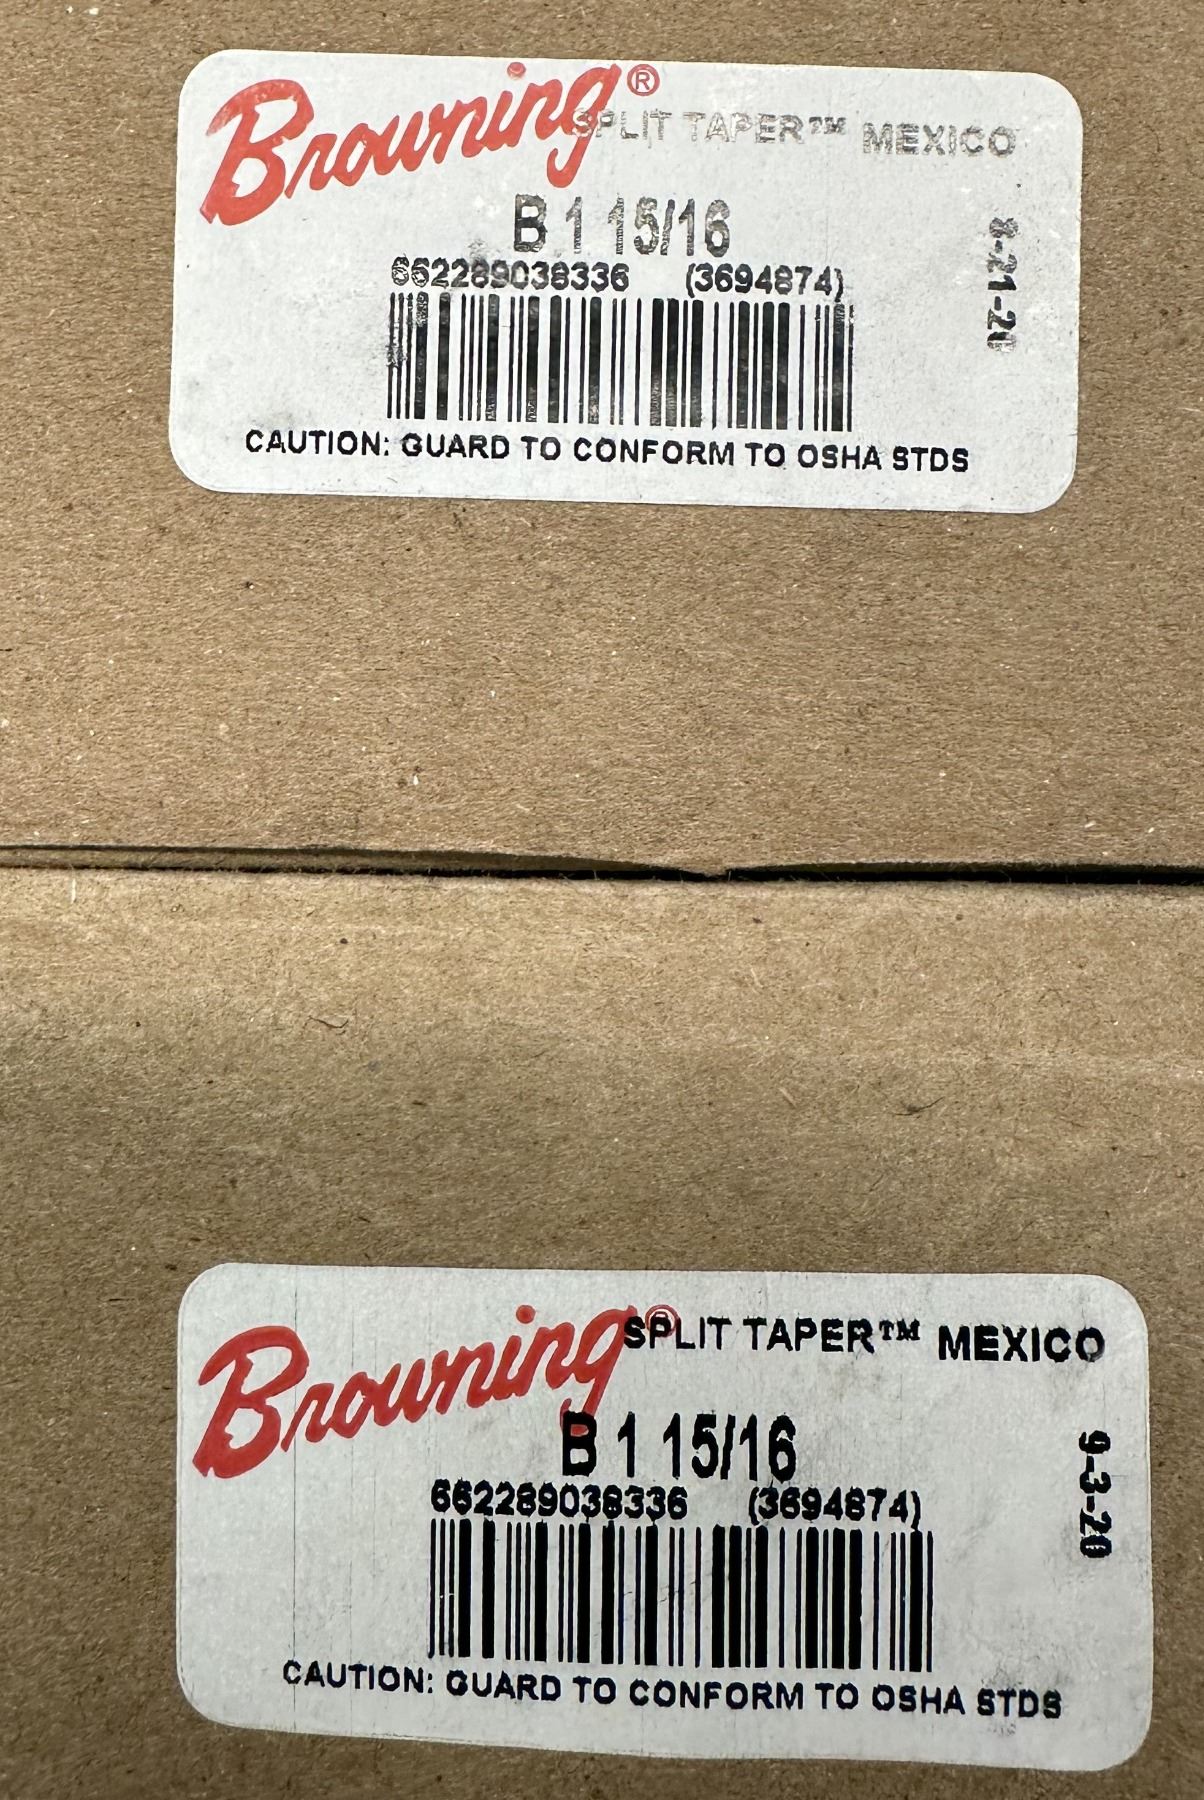 Browning® SPLIT TAPER™ MEXICO
B 1 15/16
662289038336 (3694874)
8-21-20
CAUTION: GUARD TO CONFORM TO OSHA STDS
Browning® SPLIT TAPER™ MEXICO
B 1 15/16
662289038336 (3694874)
9-3-20
CAUTION: GUARD TO CONFORM TO OSHA STDS